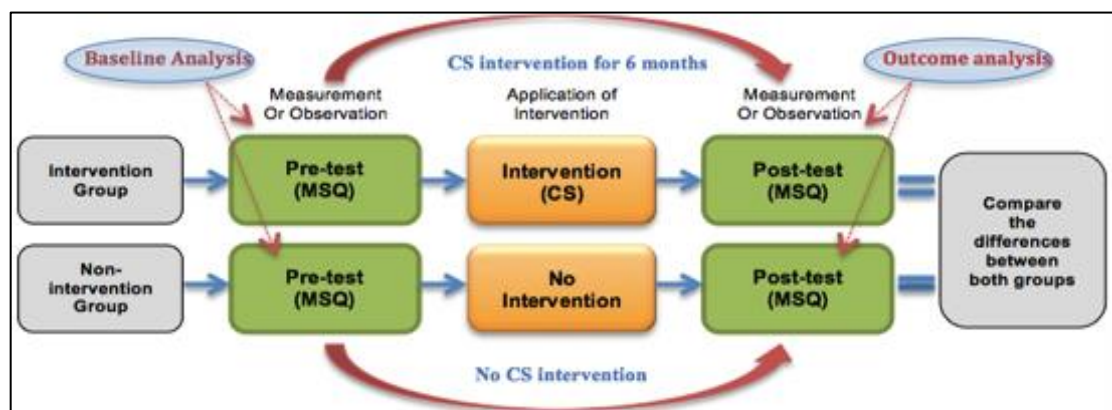 Baseline Analysis
CS intervention for 6 months
Outcome analysis
Measurement
Or Observation
Application of
Intervention
Measurement
Or Observation
Intervention
Group
Pre-test
(MSQ)
Intervention
(CS)
Post-test
(MSQ)
Non-
intervention
Group
Pre-test
(MSQ)
No
Intervention
Post-test
(MSQ)
Compare
the
differences
between
both groups
No CS intervention